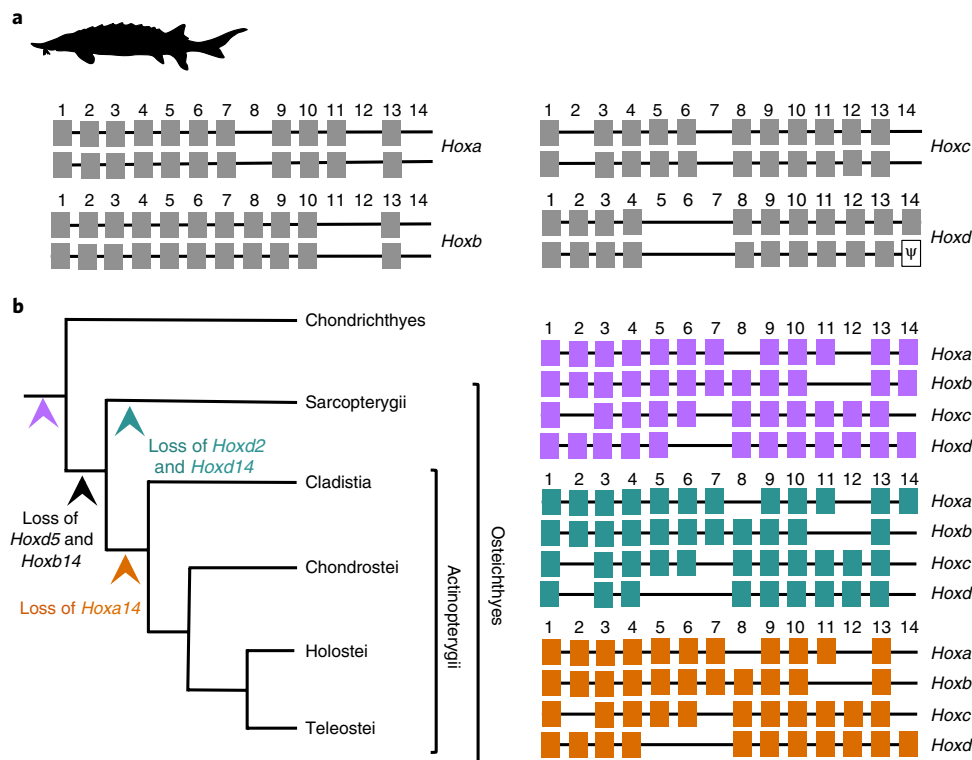 a
1 2 3 4 5 6 7 8 9 10 11 12 13 14
Hoxa
1 2 3 4 5 6 7 8 9 10 11 12 13 14
Hoxb
1 2 3 4 5 6 7 8 9 10 11 12 13 14
Hoxc
1 2 3 4 5 6 7 8 9 10 11 12 13 14
Hoxd
Ψ
b
Chondrichthyes
Sarcopterygii
Loss of Hoxd2
and Hoxd14
Cladistia
Loss of
Hoxd5 and
Hoxb14
Chondrostei
Loss of Hoxa14
Holostei
Teleostei
Actinopterygii
Osteichthyes
1 2 3 4 5 6 7 8 9 10 11 12 13 14
Hoxa
Hoxb
Hoxc
Hoxd
1 2 3 4 5 6 7 8 9 10 11 12 13 14
Hoxa
Hoxb
Hoxc
Hoxd
1 2 3 4 5 6 7 8 9 10 11 12 13 14
Hoxa
Hoxb
Hoxc
Hoxd